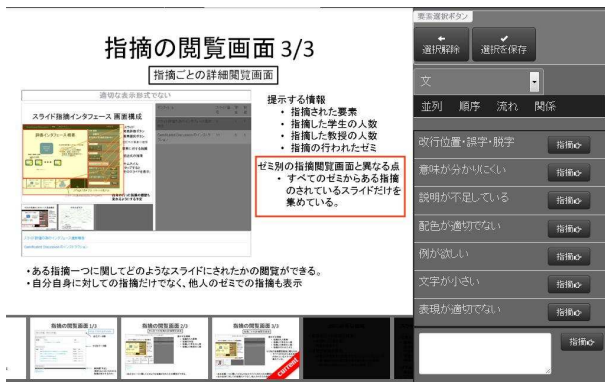 指摘の閲覧画面 3/3
指摘ごとの詳細閲覧画面
適切な表示形式でない
スライド指摘インタフェース 画面構成
提示する情報
・指摘された要素
・指摘した学生の人数
・指摘した教授の人数
・指摘の行われたゼミ
ゼミ別の指摘閲覧画面と異なる点
・すべてのゼミからある指摘
のされているスライドだけを
集めている。
・ある指摘一つに関してどのようなスライドにされたかの閲覧ができる。
・自分自身に対しての指摘だけでなく、他人のゼミでの指摘も表示
指摘の閲覧画面 1/3
指摘の閲覧画面 2/3
指摘の閲覧画面 3/3
current
要素選択ボタン
選択解除
選択を保存
文
並列 順序 流れ 関係
改行位置・誤字・脱字 指摘
意味が分かりにくい 指摘
説明が不足している 指摘
配色が適切でない 指摘
例が欲しい 指摘
文字が小さい 指摘
表現が適切でない 指摘
指摘